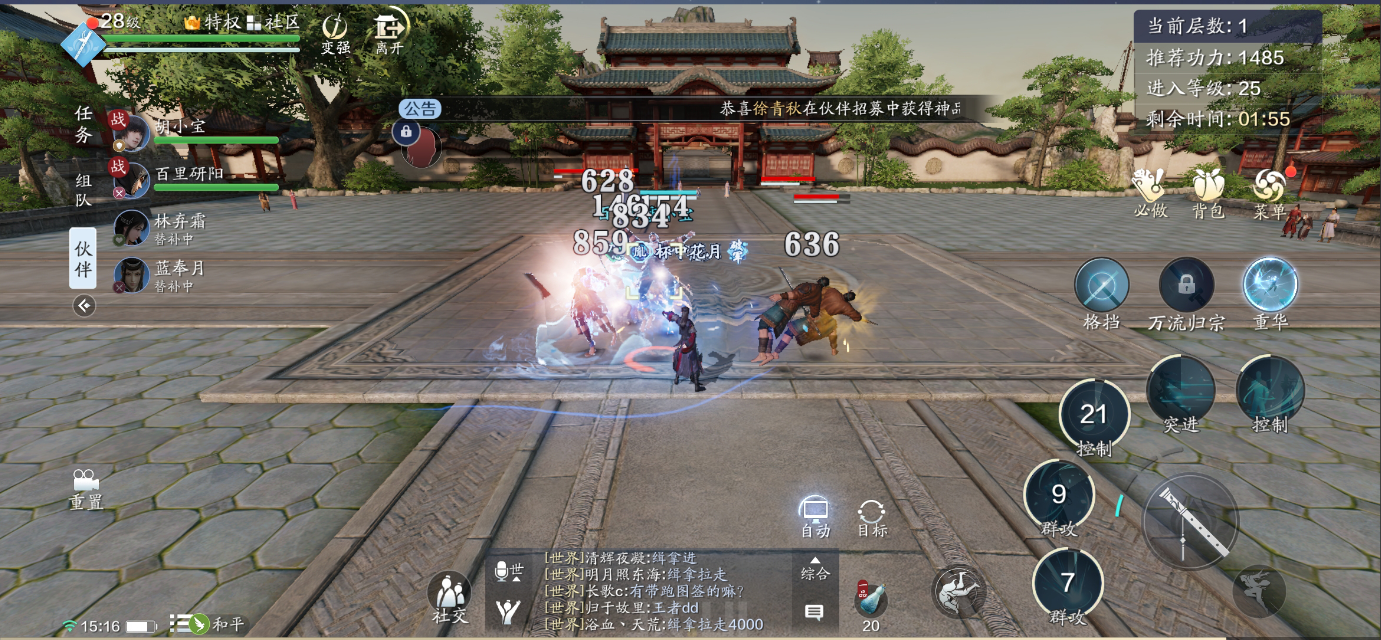 28级
特权
社区
变强
离开
当前层数: 1
推荐功力: 1485
进入等级: 25
剩余时间: 01:55
公告
恭喜徐青秋在伙伴招募中获得神品
任务
组队
伙伴
战
胡小宝
战
百里研阳
林弃霜
替补中
蓝奉月
替补中
628
834
859
636
杯中花月
必做
背包
菜单
格挡
万流归宗
重华
21
控制
突进
控制
9
群攻
7
群攻
重置
自动
目标
社交
世
[世界]清辉夜凝:缉拿进
[世界]明月照东海:缉拿拉走
[世界]长歌c:有带跑图答的嘛?
[世界]归于故里:王者dd
[世界]浴血、天荒:缉拿拉走4000
综合
20
15:16
和平